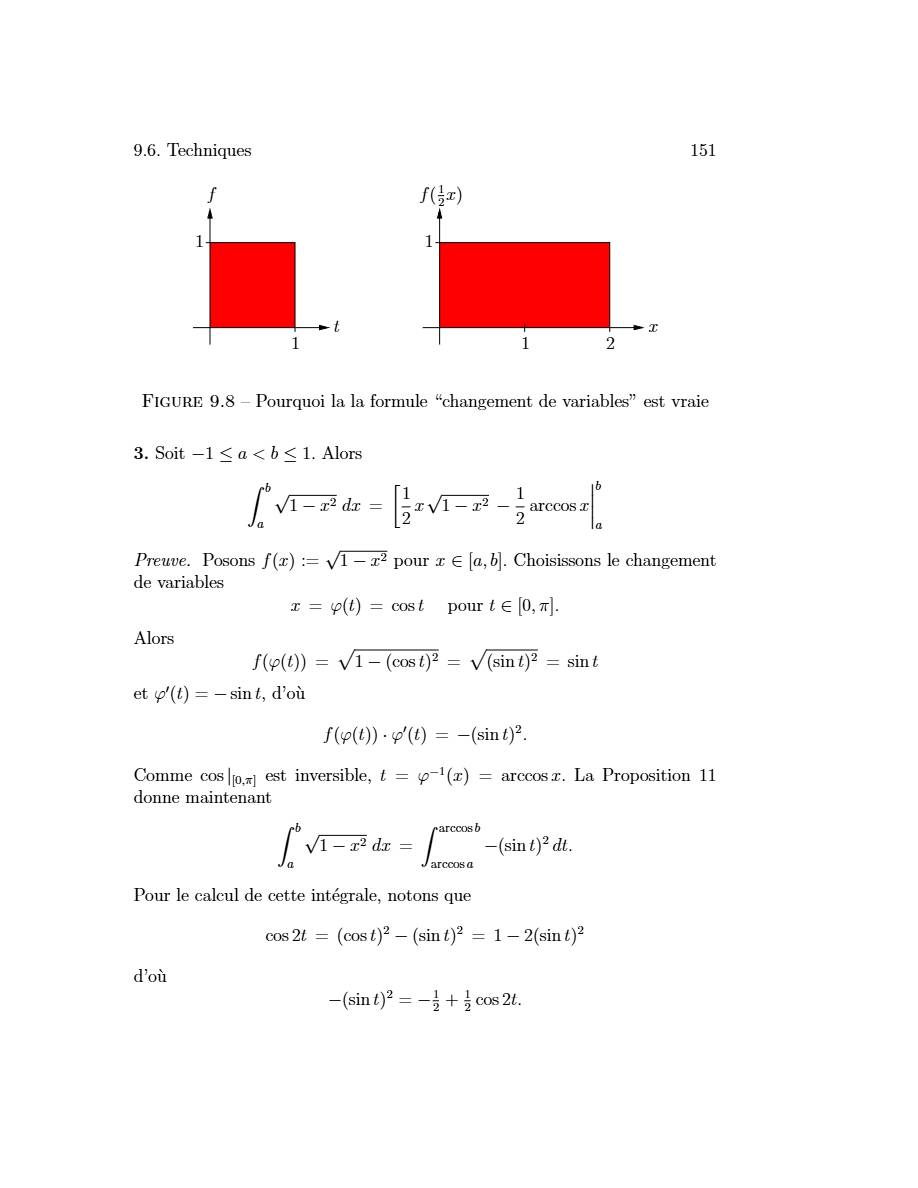 9.6. Techniques 151
f f(½x)
1 1
t x
1 1 2
FIGURE 9.8 – Pourquoi la la formule “changement de variables” est vraie
3. Soit −1 ≤ a < b ≤ 1. Alors
∫_a^b √(1 − x²) dx = [ 1/2 x √(1 − x²) − 1/2 arccos x |_a^b
Preuve. Posons f(x) := √(1 − x²) pour x ∈ [a, b]. Choisissons le changement
de variables
x = φ(t) = cos t pour t ∈ [0, π].
Alors
f(φ(t)) = √(1 − (cos t)²) = √((sin t)²) = sin t
et φ′(t) = − sin t, d’où
f(φ(t)) · φ′(t) = −(sin t)².
Comme cos |_[0,π] est inversible, t = φ⁻¹(x) = arccos x. La Proposition 11
donne maintenant
∫_a^b √(1 − x²) dx = ∫_{arccos a}^{arccos b} −(sin t)² dt.
Pour le calcul de cette intégrale, notons que
cos 2t = (cos t)² − (sin t)² = 1 − 2(sin t)²
d’où
−(sin t)² = −½ + ½ cos 2t.